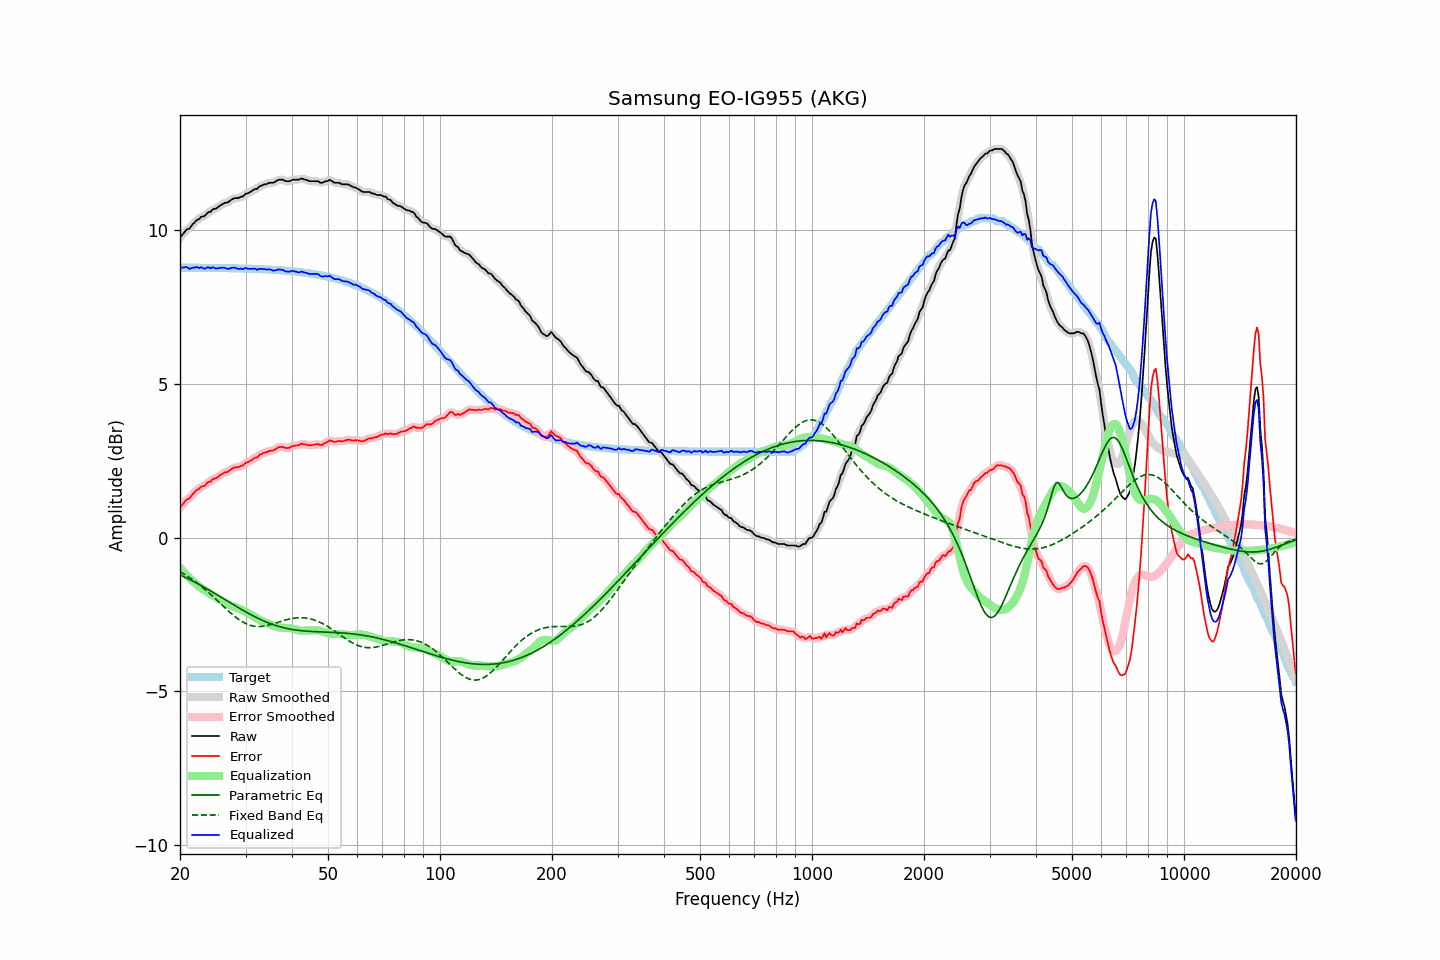 Samsung EO-IG955 (AKG)
Amplitude (dBr)
10
5
0
−5
−10
Target
Raw Smoothed
Error Smoothed
Raw
Error
Equalization
Parametric Eq
Fixed Band Eq
Equalized
20 50 100 200 500 1000 2000 5000 10000 20000
Frequency (Hz)